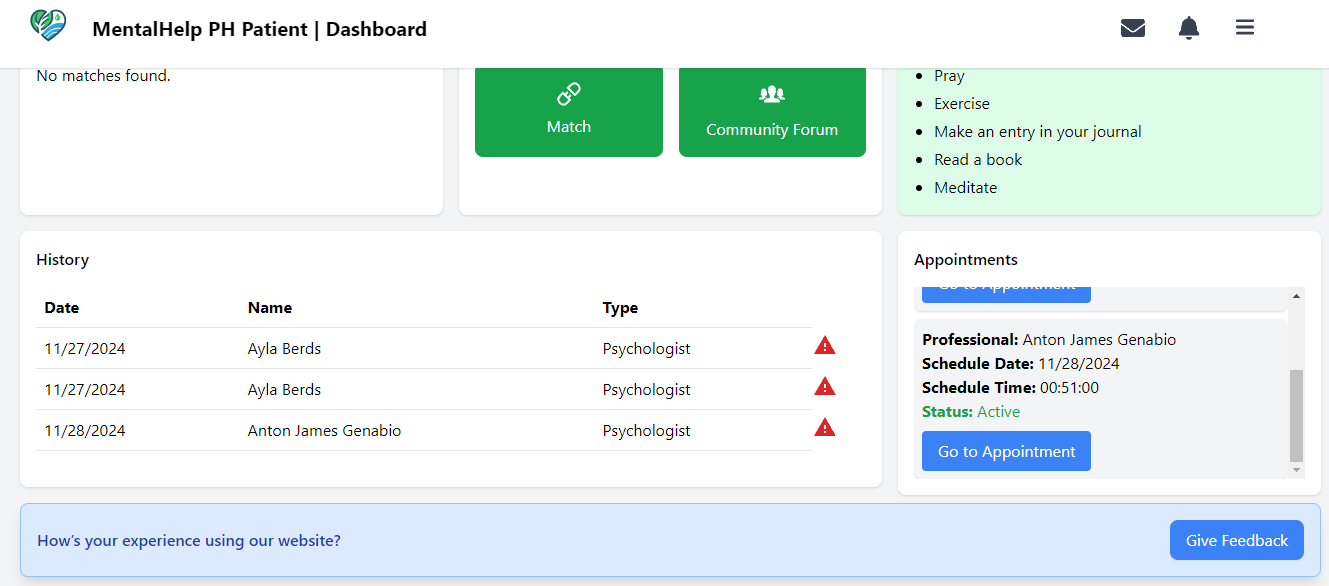 MentalHelp PH Patient | Dashboard
No matches found.
Match
Community Forum
Pray
Exercise
Make an entry in your journal
Read a book
Meditate
History
Date Name Type
11/27/2024 Ayla Berds Psychologist
11/27/2024 Ayla Berds Psychologist
11/28/2024 Anton James Genabio Psychologist
Appointments
Go to Appointment
Professional: Anton James Genabio
Schedule Date: 11/28/2024
Schedule Time: 00:51:00
Status: Active
Go to Appointment
How's your experience using our website?
Give Feedback